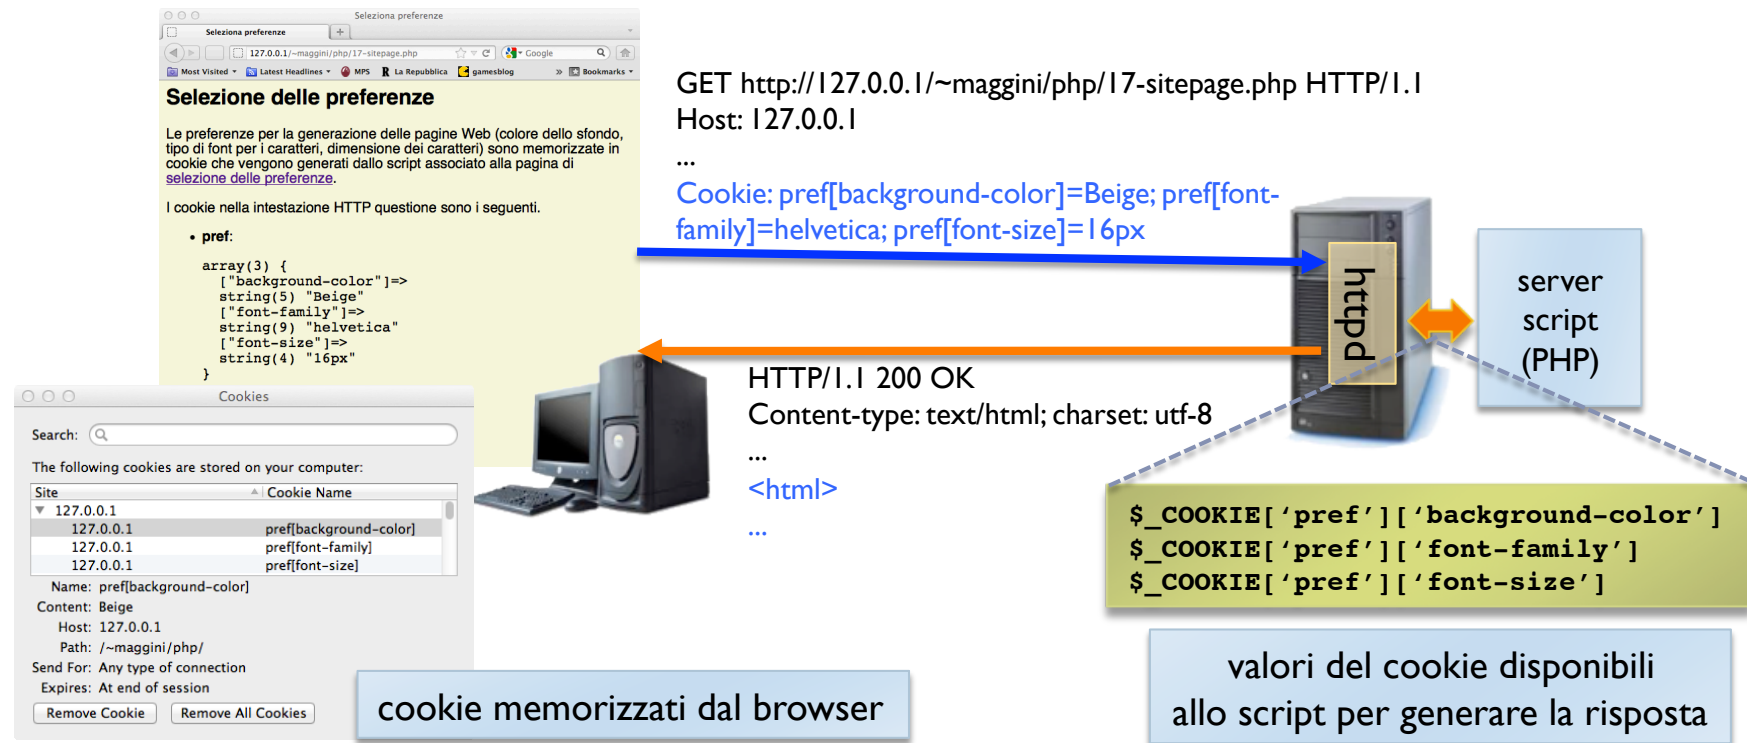 Seleziona preferenze
Seleziona preferenze +
127.0.0.1/~maggini/php/17-sitepage.php Google
Most Visited Latest Headlines MPS R La Repubblica gamesblog » Bookmarks
Selezione delle preferenze
Le preferenze per la generazione delle pagine Web (colore dello sfondo,
tipo di font per i caratteri, dimensione dei caratteri) sono memorizzate in
cookie che vengono generati dallo script associato alla pagina di
selezione delle preferenze.
I cookie nella intestazione HTTP questione sono i seguenti.
• pref:
array(3) {
["background-color"]=>
string(5) "Beige"
["font-family"]=>
string(9) "helvetica"
["font-size"]=>
string(4) "16px"
}
GET http://127.0.0.1/~maggini/php/17-sitepage.php HTTP/1.1
Host: 127.0.0.1
...
Cookie: pref[background-color]=Beige; pref[font-
family]=helvetica; pref[font-size]=16px
httpd
server
script
(PHP)
HTTP/1.1 200 OK
Content-type: text/html; charset: utf-8
...
<html>
...
Cookies
Search:
The following cookies are stored on your computer:
Site Cookie Name
127.0.0.1
127.0.0.1 pref[background-color]
127.0.0.1 pref[font-family]
127.0.0.1 pref[font-size]
Name: pref[background-color]
Content: Beige
Host: 127.0.0.1
Path: /~maggini/php/
Send For: Any type of connection
Expires: At end of session
Remove Cookie Remove All Cookies
cookie memorizzati dal browser
$_COOKIE[‘pref’][‘background-color’]
$_COOKIE[‘pref’][‘font-family’]
$_COOKIE[‘pref’][‘font-size’]
valori del cookie disponibili
allo script per generare la risposta